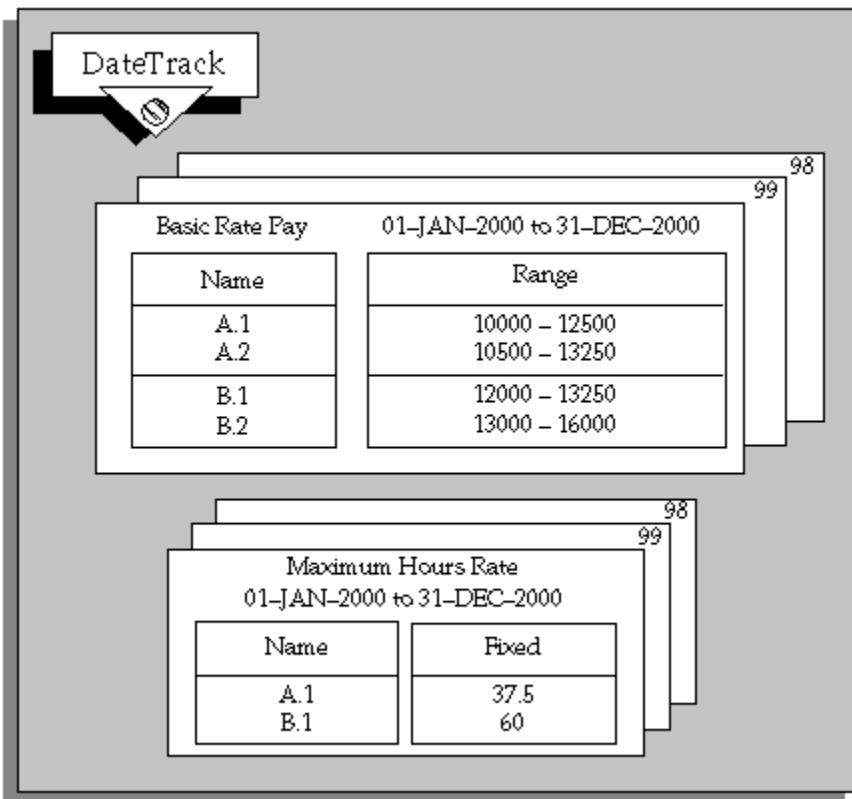 DateTrack
98
99
Basic Rate Pay 01–JAN–2000 to 31–DEC–2000
Name Range
A.1 10000 – 12500
A.2 10500 – 13250
B.1 12000 – 13250
B.2 13000 – 16000
98
99
Maximum Hours Rate
01–JAN–2000 to 31–DEC–2000
Name Fixed
A.1 37.5
B.1 60